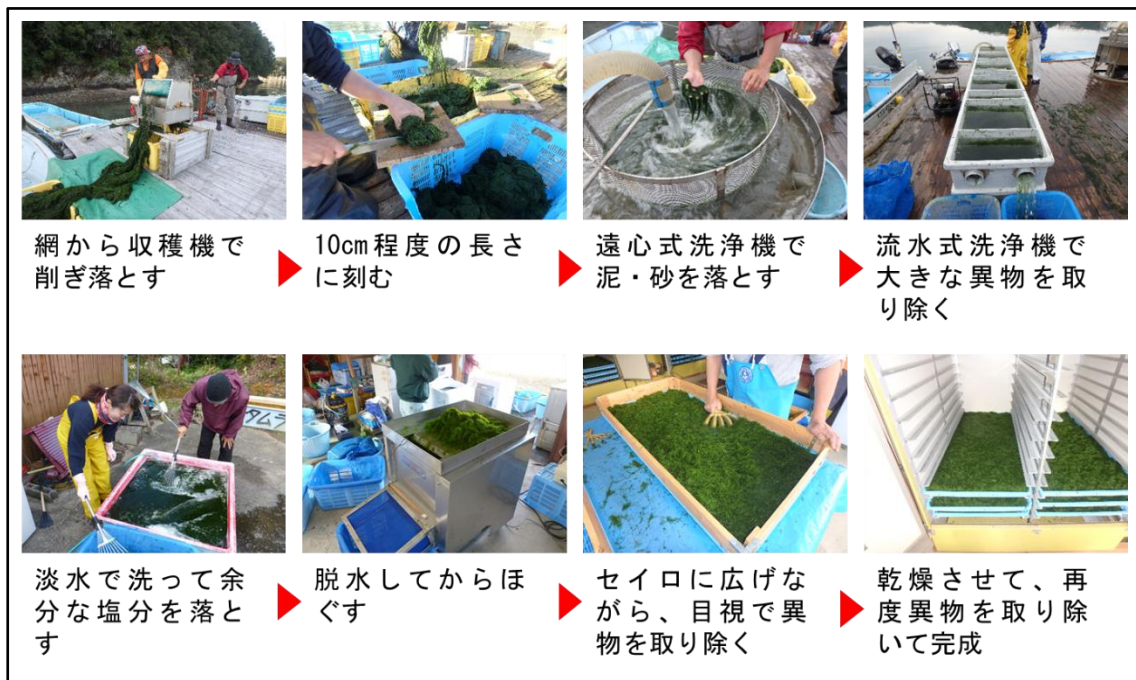 網から収穫機で
削ぎ落とす
10cm程度の長さ
に刻む
遠心式洗浄機で
泥・砂を落とす
流水式洗浄機で
大きな異物を取
り除く
淡水で洗って余
分な塩分を落と
す
脱水してからほ
ぐす
セイロに広げな
がら、目視で異
物を取り除く
乾燥させて、再
度異物を取り除
いて完成